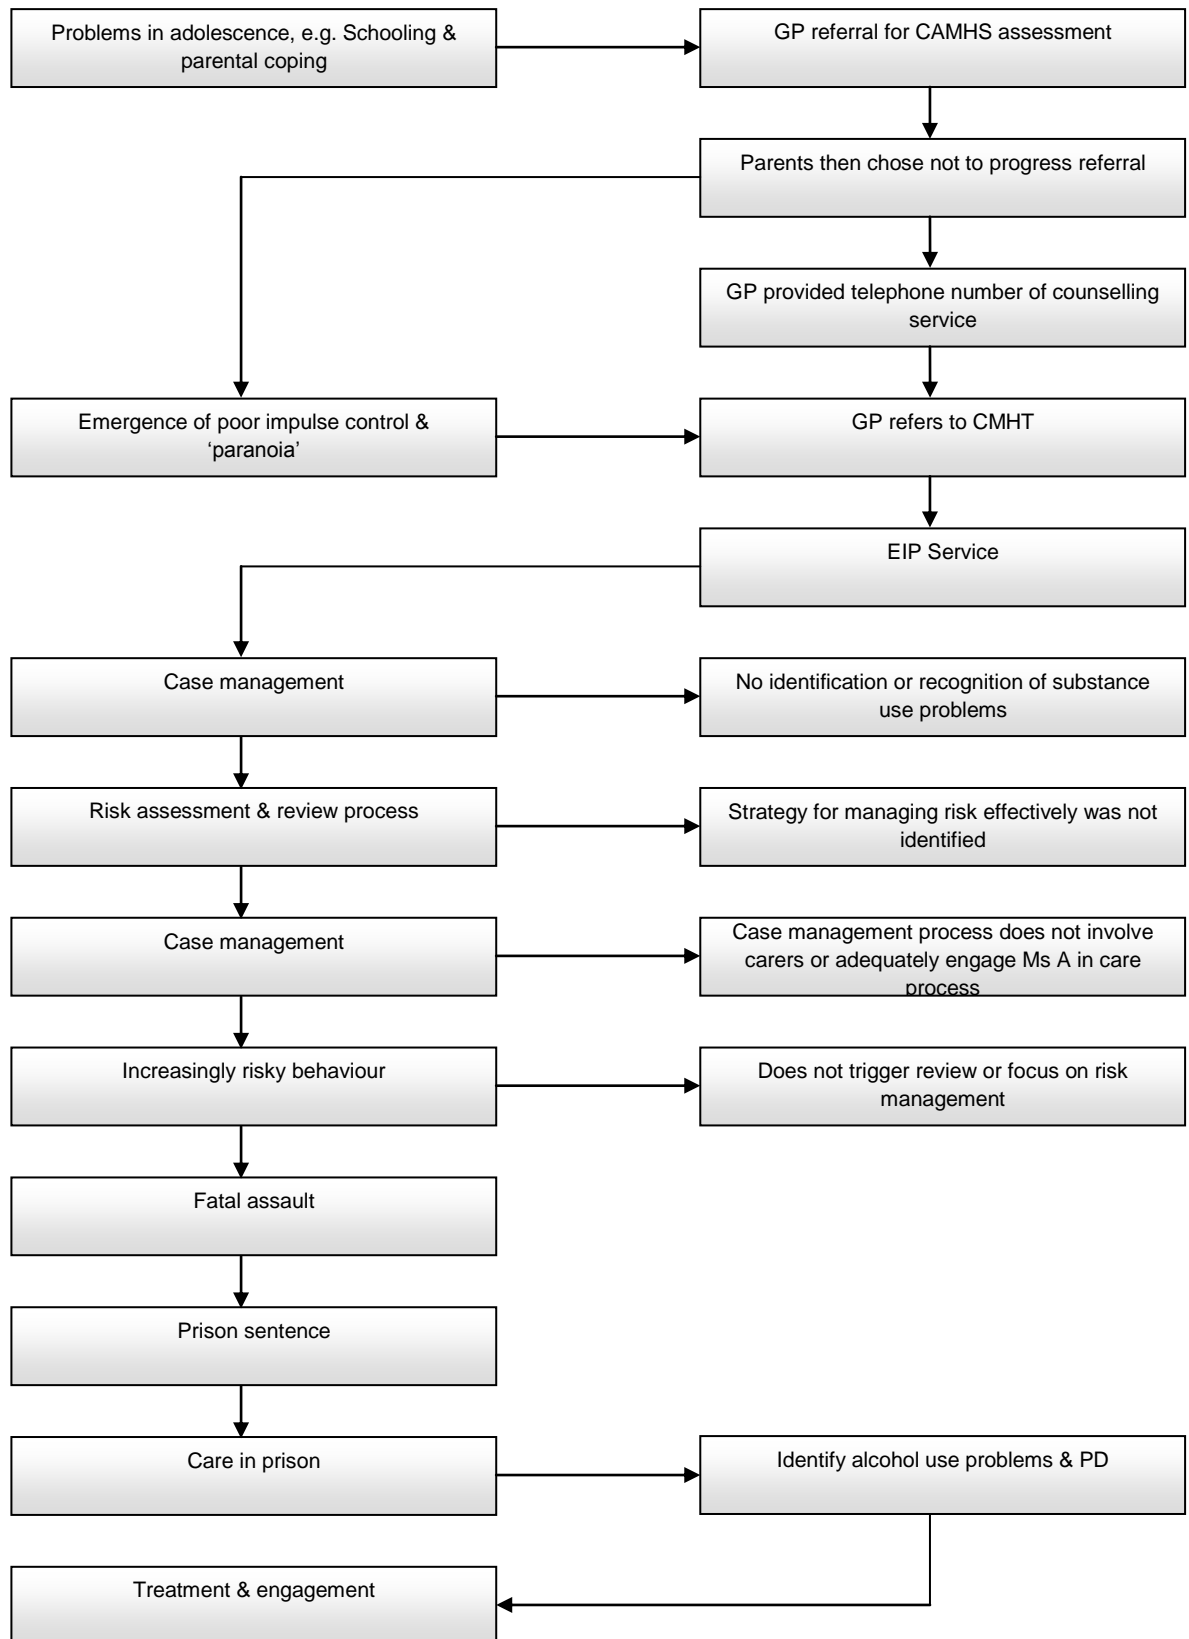 Problems in adolescence, e.g. Schooling &
parental coping
GP referral for CAMHS assessment
Parents then chose not to progress referral
GP provided telephone number of counselling
service
Emergence of poor impulse control &
‘paranoia’
GP refers to CMHT
EIP Service
Case management
No identification or recognition of substance
use problems
Risk assessment & review process
Strategy for managing risk effectively was not
identified
Case management
Case management process does not involve
carers or adequately engage Ms A in care
process
Increasingly risky behaviour
Does not trigger review or focus on risk
management
Fatal assault
Prison sentence
Care in prison
Identify alcohol use problems & PD
Treatment & engagement